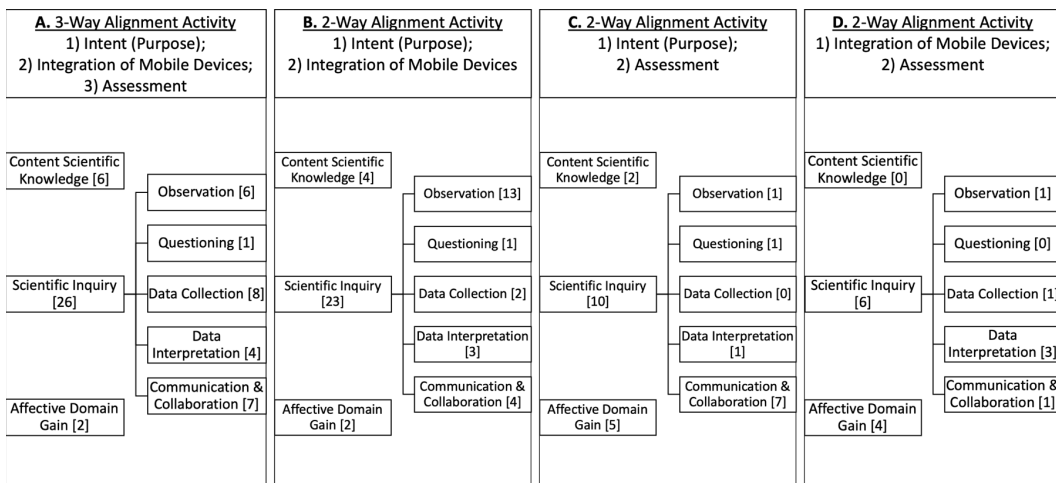 A. 3-Way Alignment Activity
1) Intent (Purpose);
2) Integration of Mobile Devices;
3) Assessment
Content Scientific
Knowledge [6]
Observation [6]
Questioning [1]
Scientific Inquiry
[26]
Data Collection [8]
Data
Interpretation [4]
Communication &
Collaboration [7]
Affective Domain
Gain [2]
B. 2-Way Alignment Activity
1) Intent (Purpose);
2) Integration of Mobile Devices
Content Scientific
Knowledge [4]
Observation [13]
Questioning [1]
Scientific Inquiry
[23]
Data Collection [2]
Data Interpretation
[3]
Communication &
Collaboration [4]
Affective Domain
Gain [2]
C. 2-Way Alignment Activity
1) Intent (Purpose);
2) Assessment
Content Scientific
Knowledge [2]
Observation [1]
Questioning [1]
Scientific Inquiry
[10]
Data Collection [0]
Data Interpretation
[1]
Communication &
Collaboration [7]
Affective Domain
Gain [5]
D. 2-Way Alignment Activity
1) Integration of Mobile Devices;
2) Assessment
Content Scientific
Knowledge [0]
Observation [1]
Questioning [0]
Scientific Inquiry
[6]
Data Collection [1]
Data
Interpretation [3]
Communication &
Collaboration [1]
Affective Domain
Gain [4]